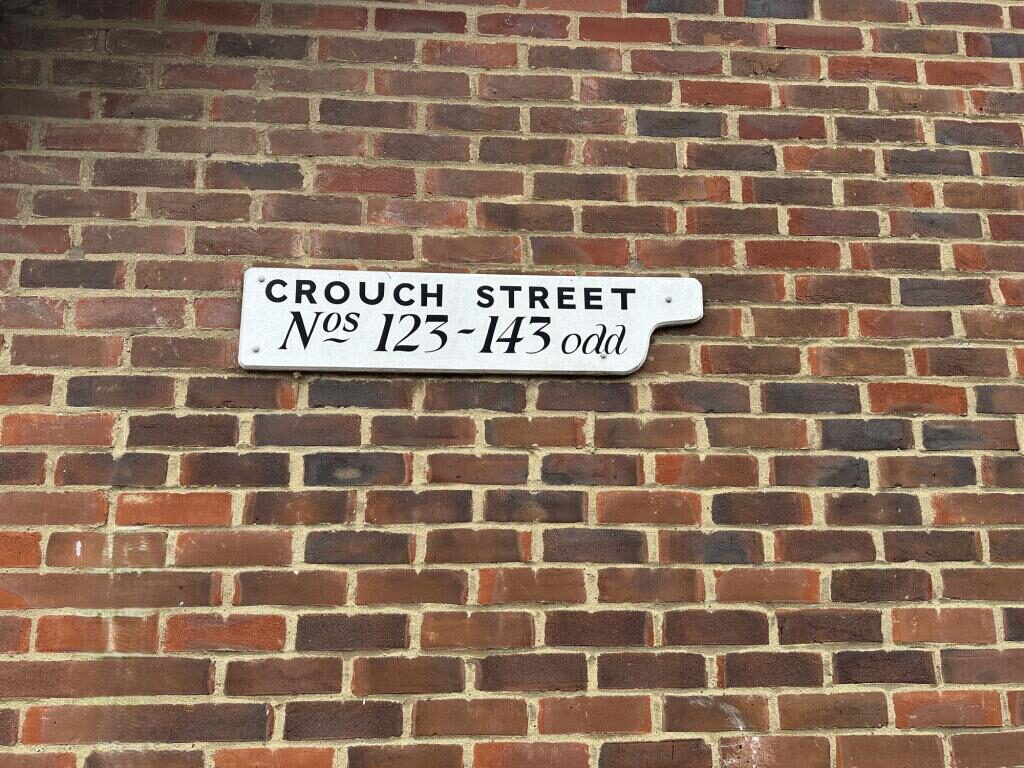 CROUCH STREET
Nos 123-143 odd